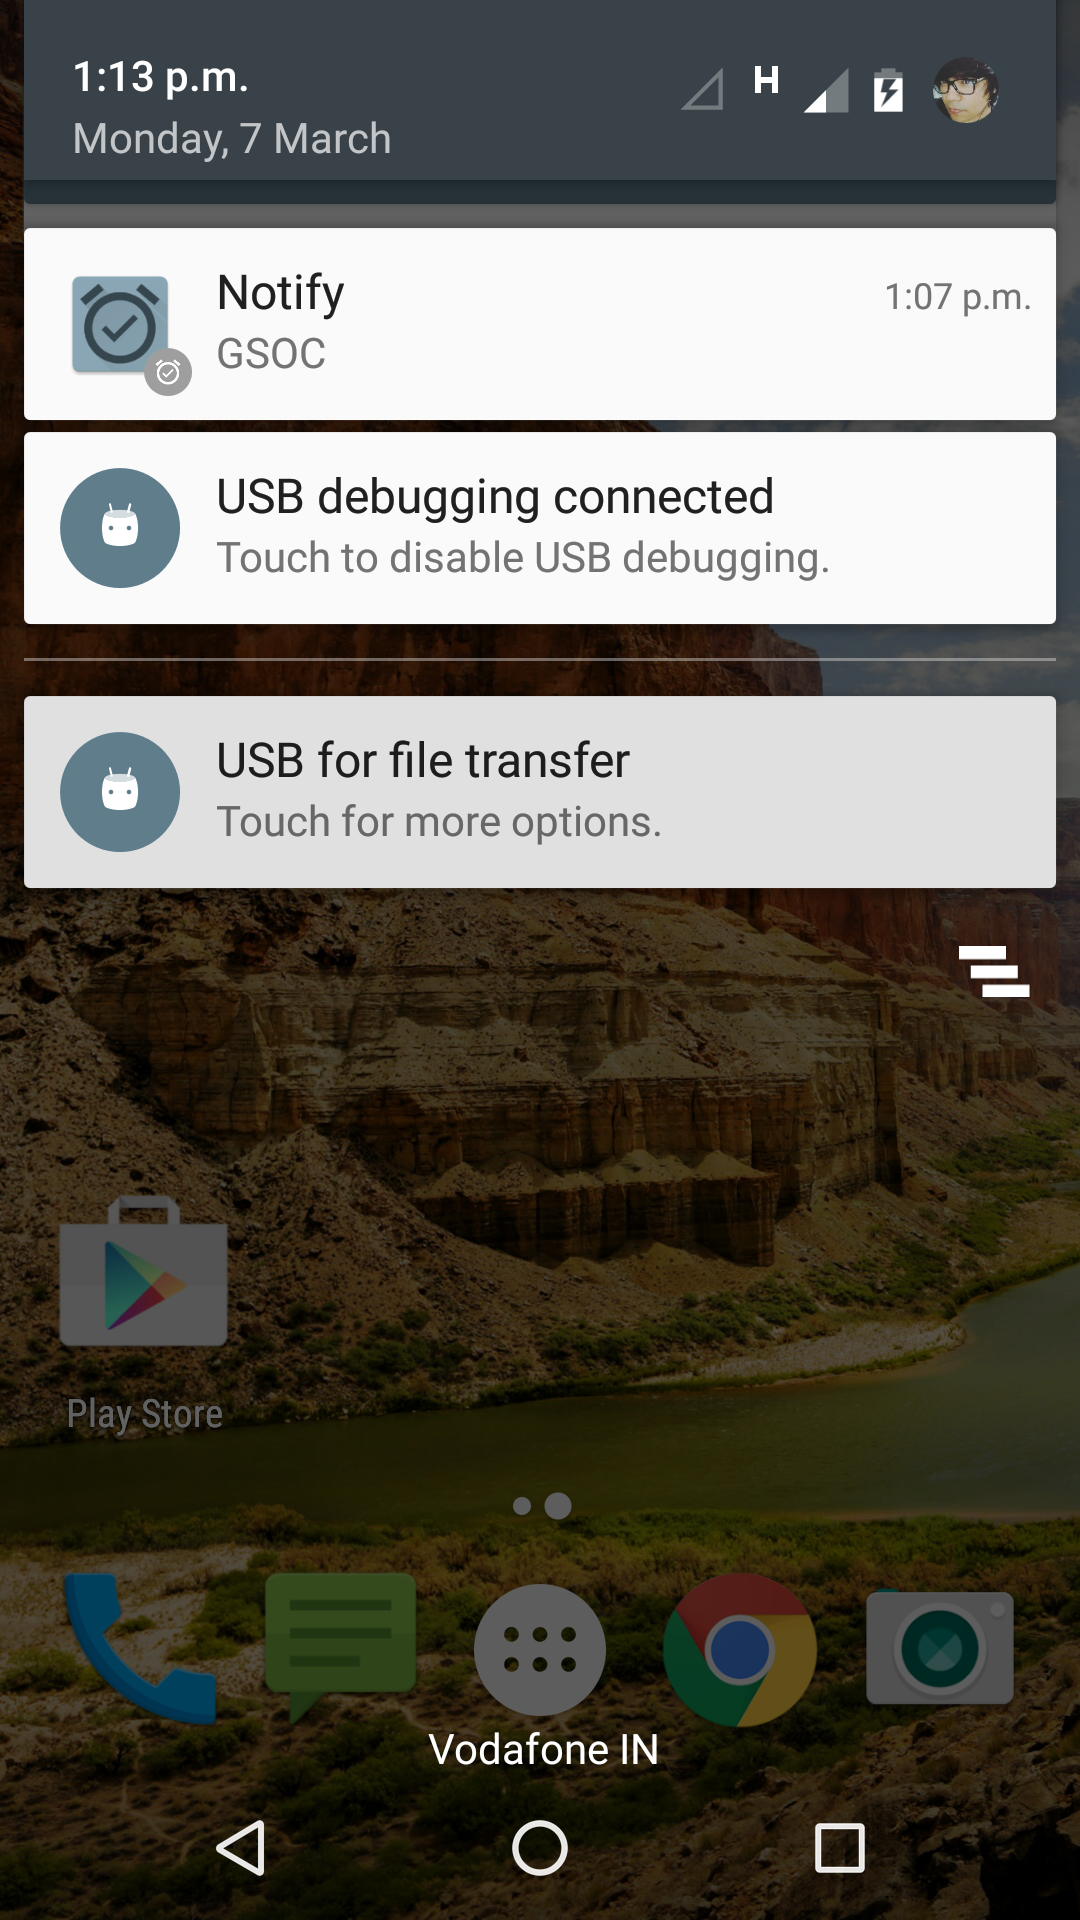 1:13 p.m.
Monday, 7 March
H
Notify
1:07 p.m.
GSOC
USB debugging connected
Touch to disable USB debugging.
USB for file transfer
Touch for more options.
Play Store
Vodafone IN